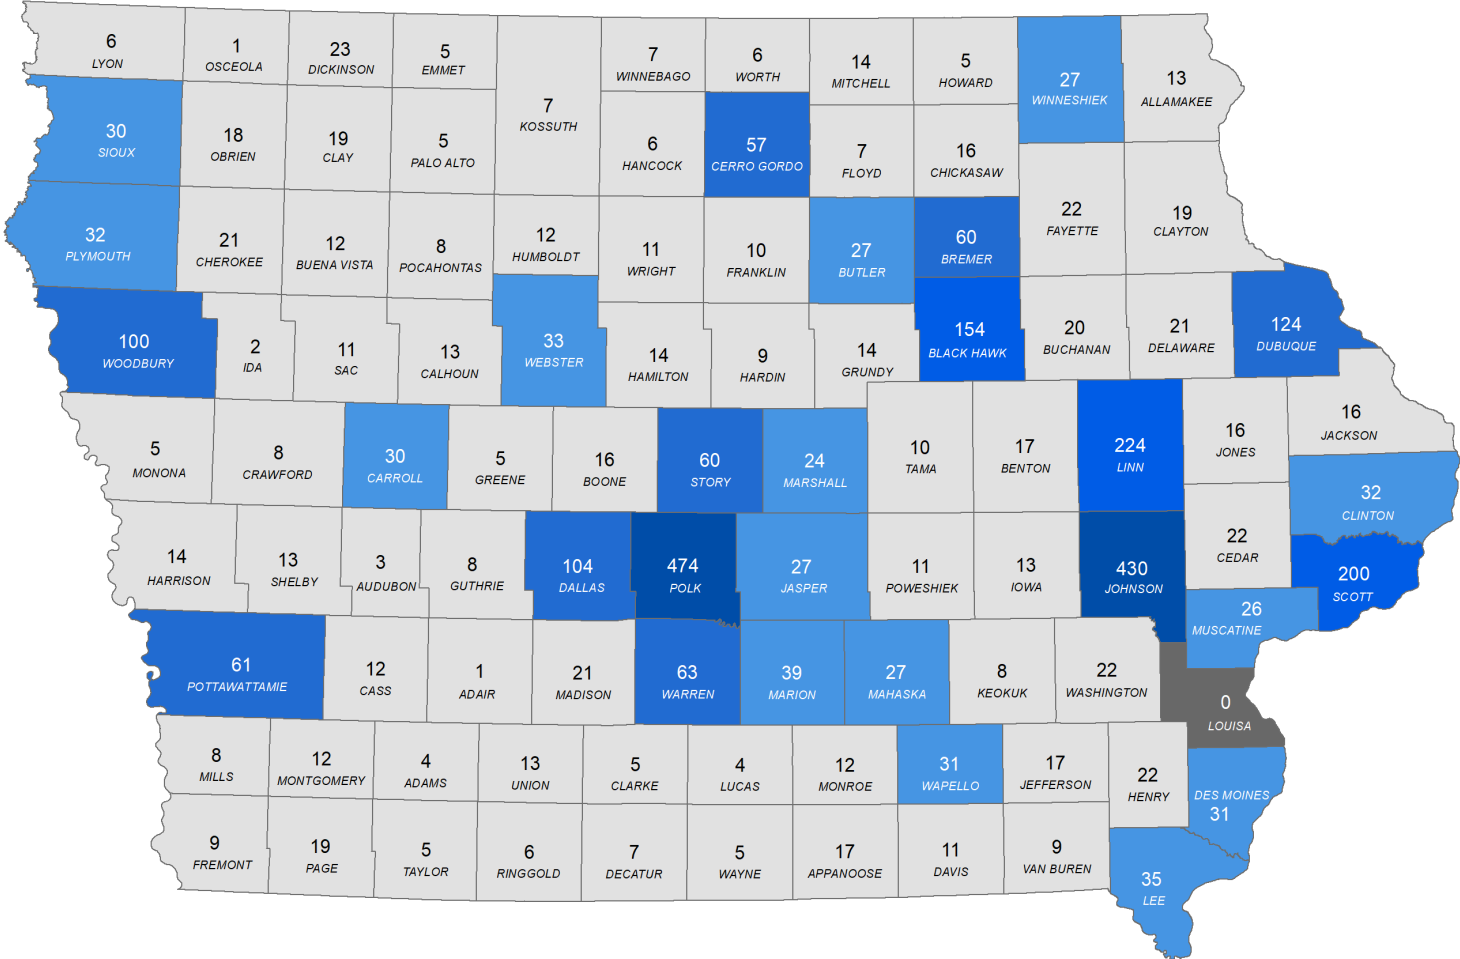 6
LYON
1
OSCEOLA
23
DICKINSON
5
EMMET
7
KOSSUTH
7
WINNEBAGO
6
WORTH
14
MITCHELL
5
HOWARD
27
WINNESHIEK
13
ALLAMAKEE
30
SIOUX
18
OBRIEN
19
CLAY
5
PALO ALTO
6
HANCOCK
57
CERRO GORDO
7
FLOYD
16
CHICKASAW
22
FAYETTE
19
CLAYTON
32
PLYMOUTH
21
CHEROKEE
12
BUENA VISTA
8
POCAHONTAS
12
HUMBOLDT
11
WRIGHT
10
FRANKLIN
27
BUTLER
60
BREMER
100
WOODBURY
2
IDA
11
SAC
13
CALHOUN
33
WEBSTER
14
HAMILTON
9
HARDIN
14
GRUNDY
154
BLACK HAWK
20
BUCHANAN
21
DELAWARE
124
DUBUQUE
5
MONONA
8
CRAWFORD
30
CARROLL
5
GREENE
16
BOONE
60
STORY
24
MARSHALL
10
TAMA
17
BENTON
224
LINN
16
JONES
16
JACKSON
32
CLINTON
14
HARRISON
13
SHELBY
3
AUDUBON
8
GUTHRIE
104
DALLAS
474
POLK
27
JASPER
11
POWESHIEK
13
IOWA
430
JOHNSON
22
CEDAR
200
SCOTT
26
MUSCATINE
61
POTTAWATTAMIE
12
CASS
1
ADAIR
21
MADISON
63
WARREN
39
MARION
27
MAHASKA
8
KEOKUK
22
WASHINGTON
0
LOUISA
8
MILLS
12
MONTGOMERY
4
ADAMS
13
UNION
5
CLARKE
4
LUCAS
12
MONROE
31
WAPELLO
17
JEFFERSON
22
HENRY
DES MOINES
31
9
FREMONT
19
PAGE
5
TAYLOR
6
RINGGOLD
7
DECATUR
5
WAYNE
17
APPANOOSE
11
DAVIS
9
VAN BUREN
35
LEE